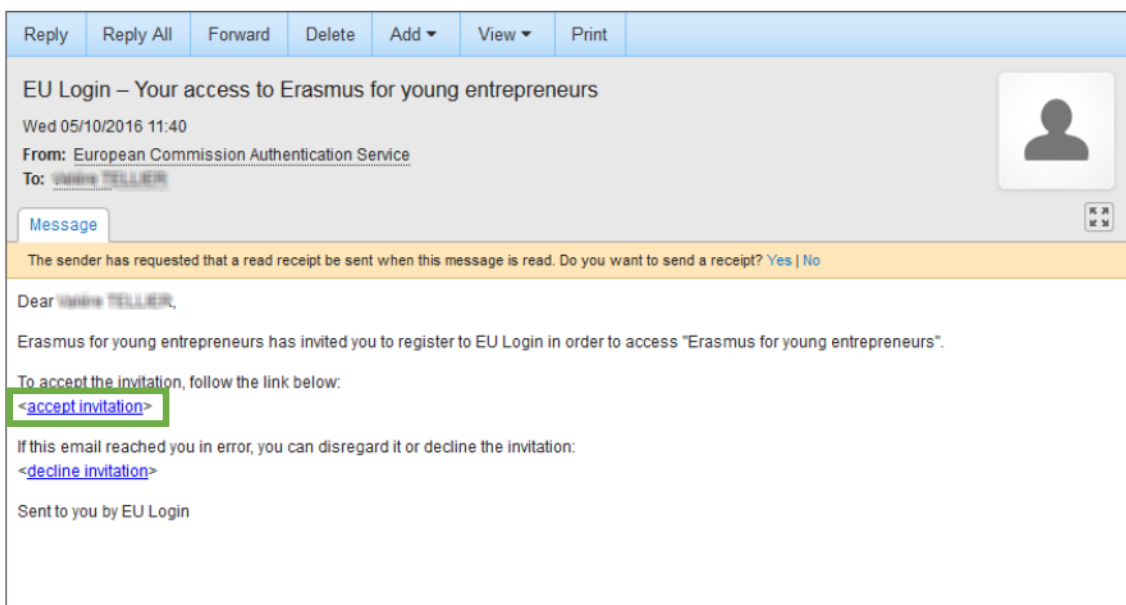 Reply Reply All Forward Delete Add View Print
EU Login – Your access to Erasmus for young entrepreneurs
Wed 05/10/2016 11:40
From: European Commission Authentication Service
To: TELLIER
Message
The sender has requested that a read receipt be sent when this message is read. Do you want to send a receipt? Yes | No
Dear TELLIER,
Erasmus for young entrepreneurs has invited you to register to EU Login in order to access "Erasmus for young entrepreneurs".
To accept the invitation, follow the link below:
<accept invitation>
If this email reached you in error, you can disregard it or decline the invitation:
<decline invitation>
Sent to you by EU Login